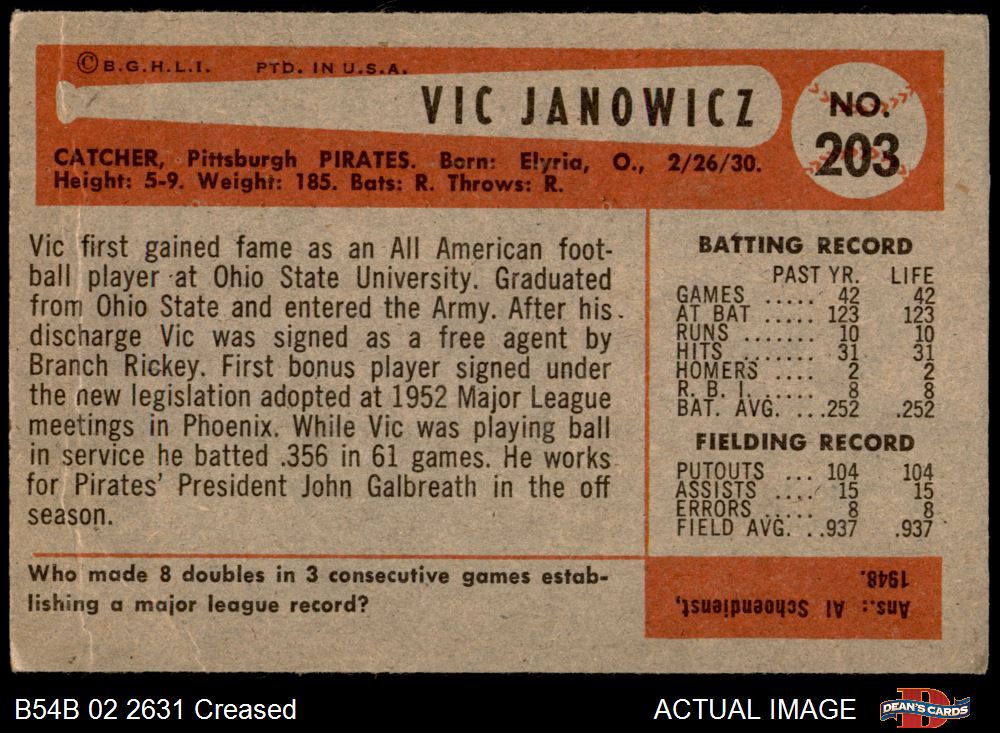 © B.G.H.L.I. PTD. IN U.S.A.
VIC JANOWICZ
NO.
203
CATCHER, Pittsburgh PIRATES. Born: Elyria, O., 2/26/30.
Height: 5-9. Weight: 185. Bats: R. Throws: R.
Vic first gained fame as an All American foot-
ball player at Ohio State University. Graduated
from Ohio State and entered the Army. After his
discharge Vic was signed as a free agent by
Branch Rickey. First bonus player signed under
the new legislation adopted at 1952 Major League
meetings in Phoenix. While Vic was playing ball
in service he batted .356 in 61 games. He works
for Pirates' President John Galbreath in the off
season.
BATTING RECORD
PAST YR. LIFE
GAMES ..... 42 42
AT BAT ..... 123 123
RUNS ....... 10 10
HITS ....... 31 31
HOMERS .... 2 2
R. B. I. ..... 8 8
BAT. AVG. ....252 .252
FIELDING RECORD
PUTOUTS ... 104 104
ASSISTS .... 15 15
ERRORS ..... 8 8
FIELD AVG. ...937 .937
Who made 8 doubles in 3 consecutive games estab-
lishing a major league record?
Ans.: Al Schoendienst,
1948.
B54B 02 2631 Creased
ACTUAL IMAGE
DEAN'S CARDS